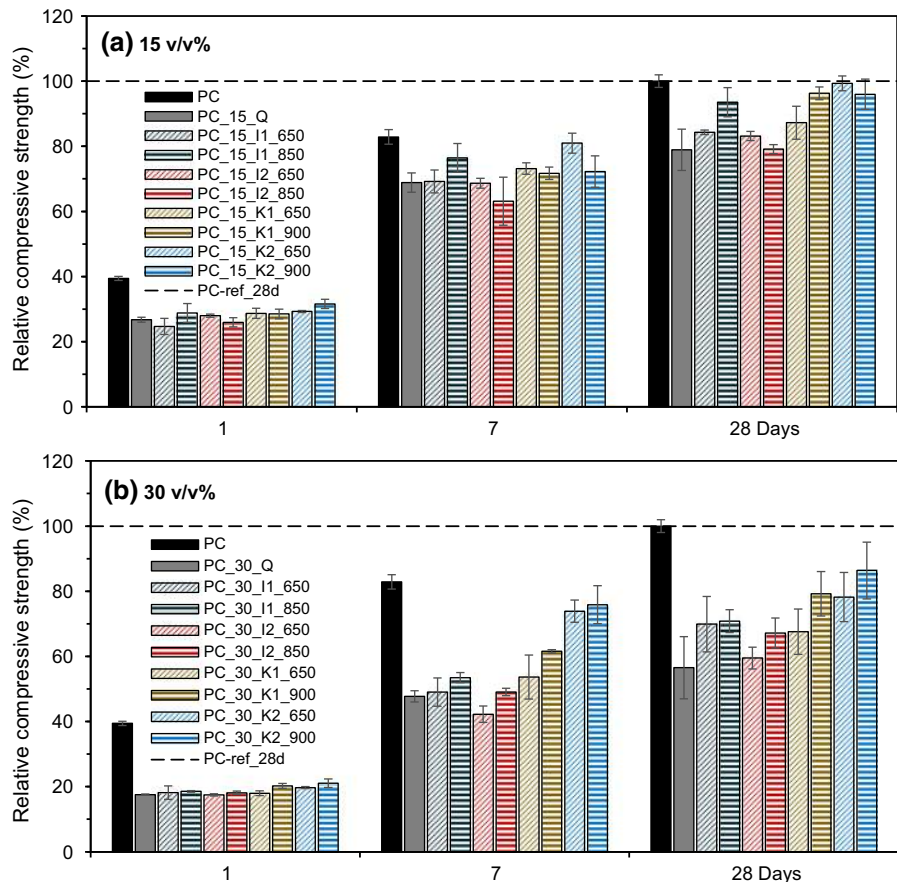 (a) 15 v/v%
Relative compressive strength (%)
120
100
80
60
40
20
0
PC
PC_15_Q
PC_15_I1_650
PC_15_I1_850
PC_15_I2_650
PC_15_I2_850
PC_15_K1_650
PC_15_K1_900
PC_15_K2_650
PC_15_K2_900
PC-ref_28d
1 7 28 Days
(b) 30 v/v%
Relative compressive strength (%)
120
100
80
60
40
20
0
PC
PC_30_Q
PC_30_I1_650
PC_30_I1_850
PC_30_I2_650
PC_30_I2_850
PC_30_K1_650
PC_30_K1_900
PC_30_K2_650
PC_30_K2_900
PC-ref_28d
1 7 28 Days